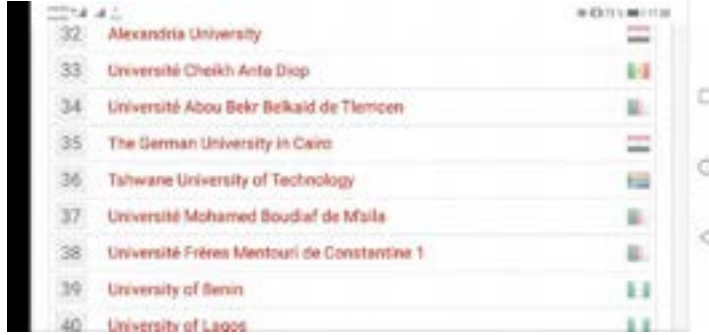 32 Alexandria University
33 Université Cheikh Anta Diop
34 Université Abou Bekr Belkaid de Tlemcen
35 The German University in Cairo
36 Tshwane University of Technology
37 Université Mohamed Boudiaf de M'sila
38 Université Frères Mentouri de Constantine 1
39 University of Benin
40 University of Lagos